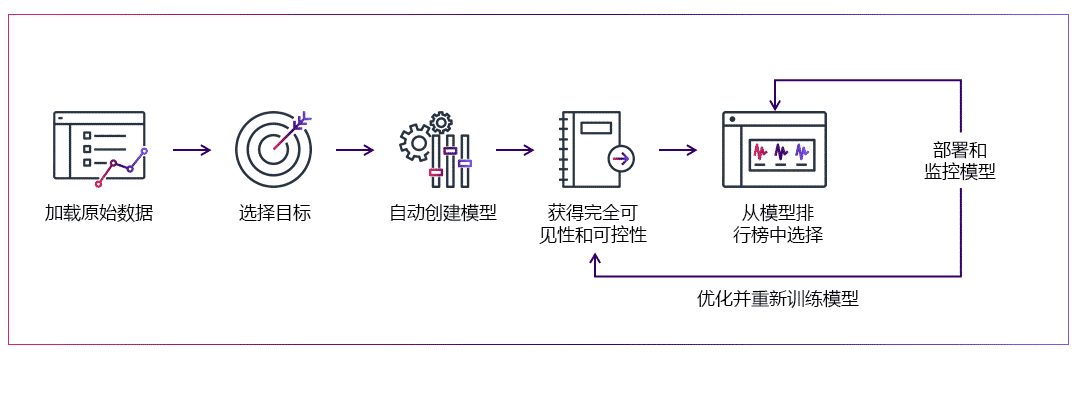 加载原始数据
选择目标
自动创建模型
获得完全可
见性和可控性
从模型排
行榜中选择
部署和
监控模型
优化并重新训练模型